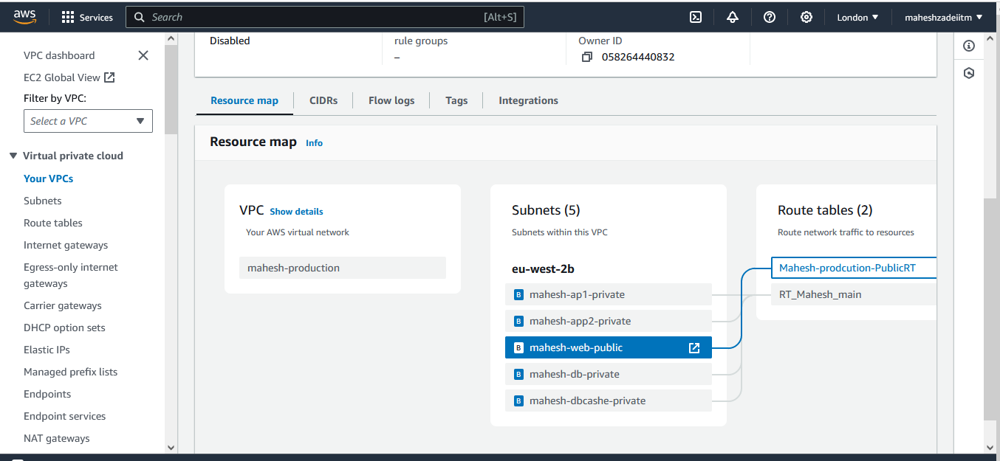 aws
Services
Search
[Alt+S]
London
maheshzadeiitm
VPC dashboard
EC2 Global View
Filter by VPC:
Select a VPC
Virtual private cloud
Your VPCs
Subnets
Route tables
Internet gateways
Egress-only internet
gateways
Carrier gateways
DHCP option sets
Elastic IPs
Managed prefix lists
Endpoints
Endpoint services
NAT gateways
Disabled
rule groups
–
Owner ID
058264440832
Resource map
CIDRs
Flow logs
Tags
Integrations
Resource map
Info
VPC Show details
Your AWS virtual network
mahesh-production
Subnets (5)
Subnets within this VPC
eu-west-2b
B mahesh-ap1-private
B mahesh-app2-private
B mahesh-web-public
B mahesh-db-private
B mahesh-dbcashe-private
Route tables (2)
Route network traffic to resources
Mahesh-prodcution-PublicRT
RT_Mahesh_main